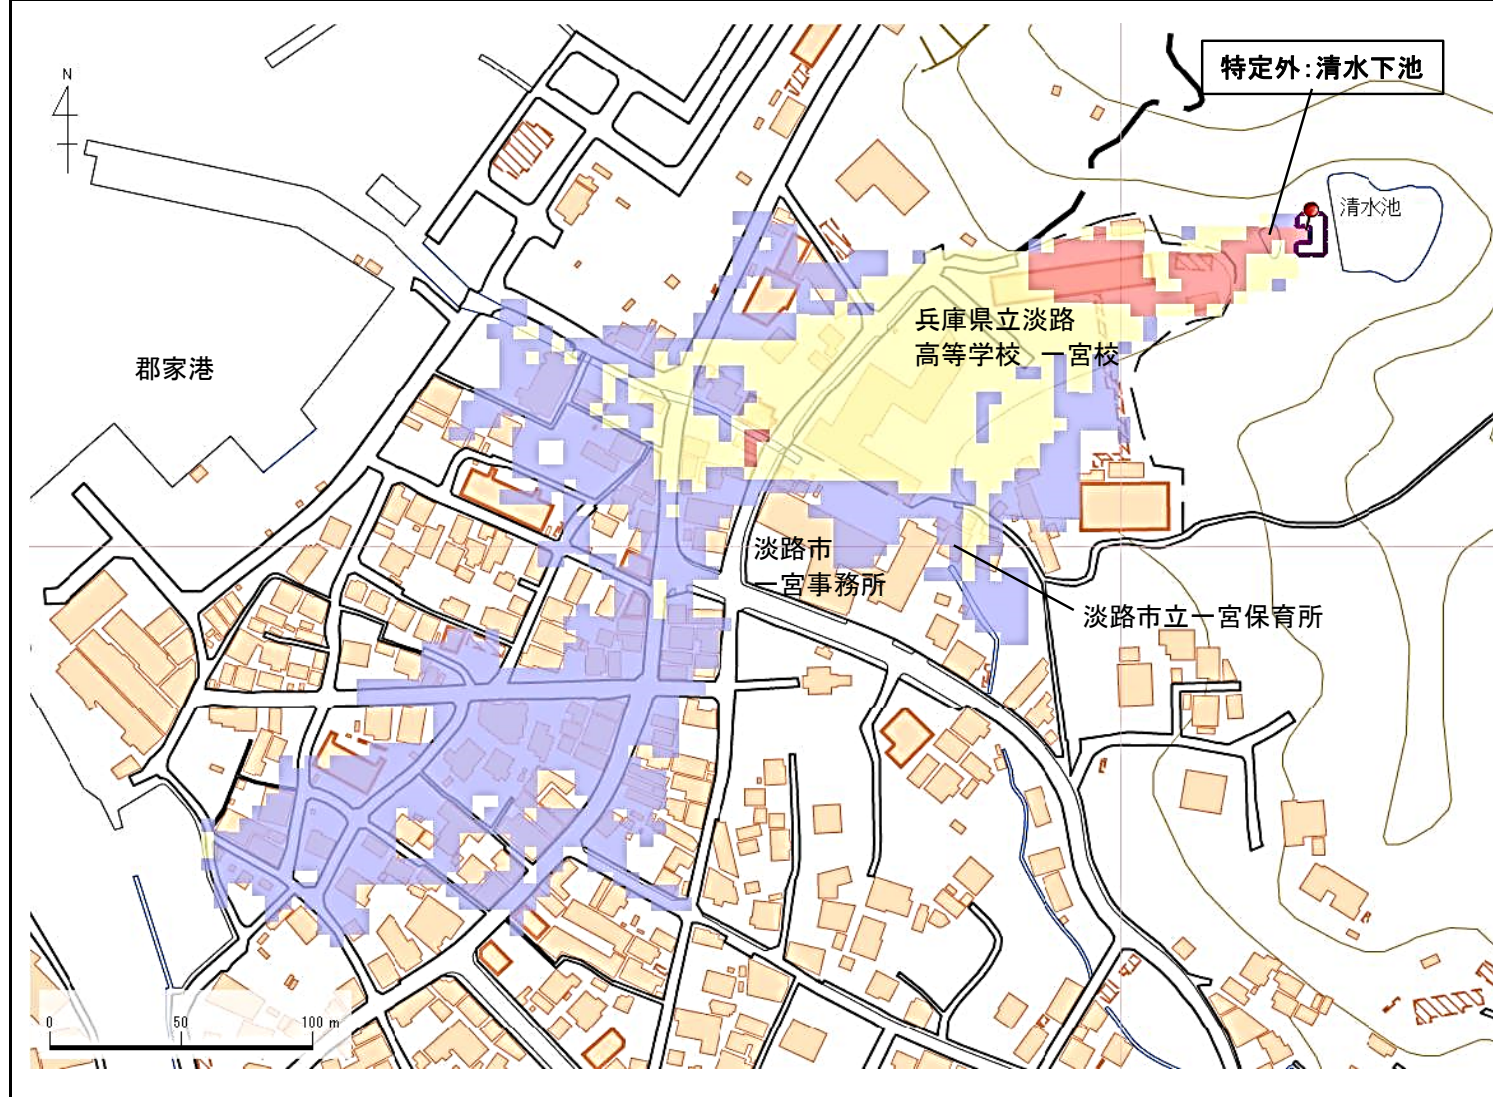 N
特定外：清水下池
清水池
兵庫県立淡路
高等学校 一宮校
郡家港
淡路市
一宮事務所
淡路市立一宮保育所
0 50 100 m